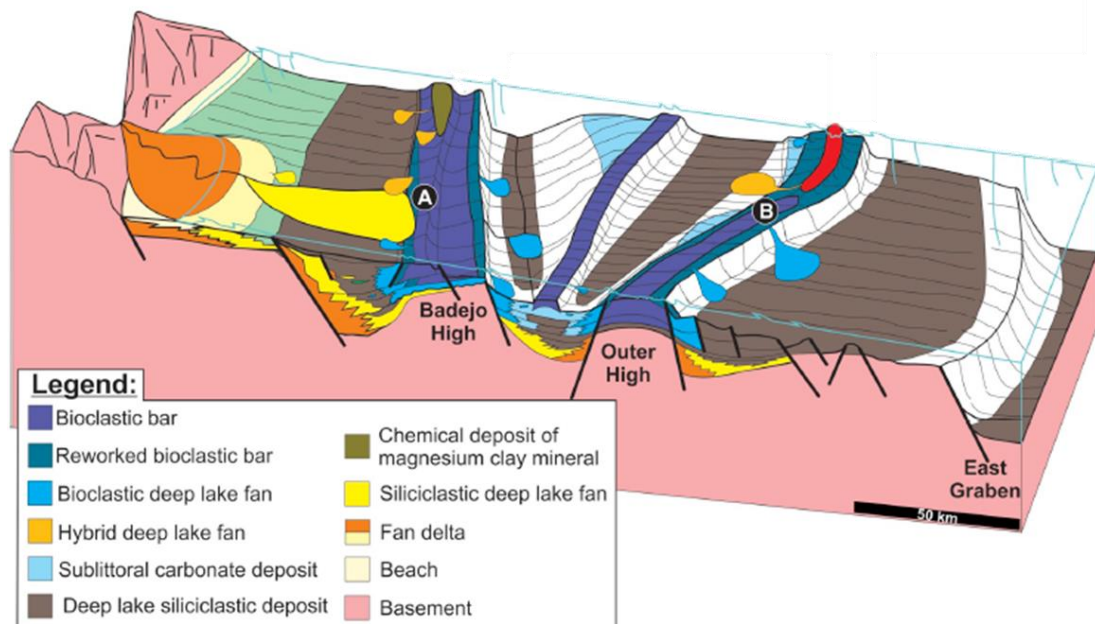 A
B
Badejo
High
Outer
High
East
Graben
50 km
Legend:
Bioclastic bar
Reworked bioclastic bar
Bioclastic deep lake fan
Hybrid deep lake fan
Sublittoral carbonate deposit
Deep lake siliciclastic deposit
Chemical deposit of
magnesium clay mineral
Siliciclastic deep lake fan
Fan delta
Beach
Basement